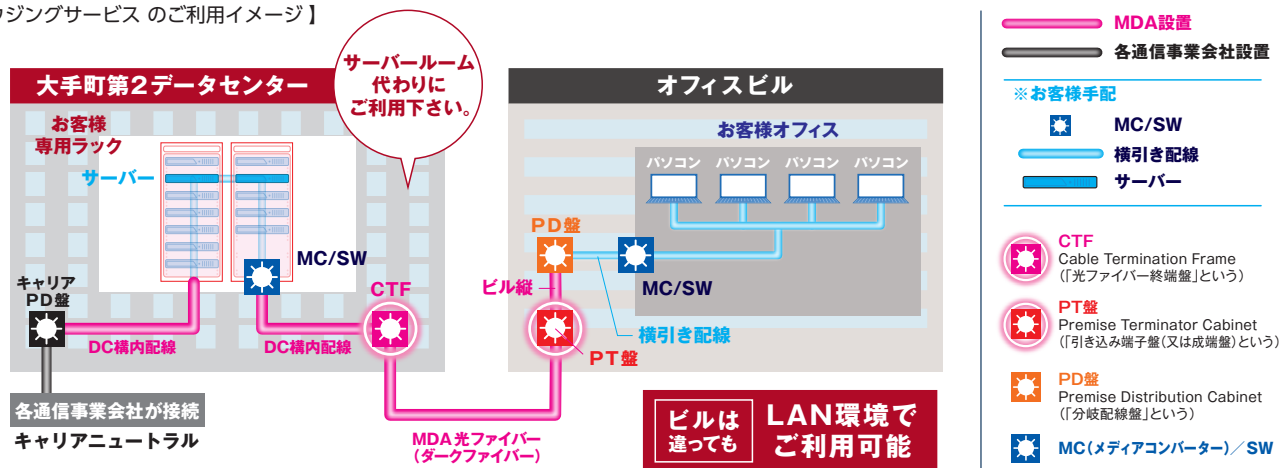 ウジングサービス のご利用イメージ】
サーバールーム
代わりに
ご利用下さい。
大手町第2データセンター
お客様
専用ラック
サーバー
MC/SW
キャリア
PD盤
CTF
DC構内配線
DC構内配線
各通信事業会社が接続
キャリアニュートラル
MDA光ファイバー
(ダークファイバー)
オフィスビル
お客様オフィス
パソコン パソコン パソコン パソコン
PD盤
ビル縦
MC/SW
横引き配線
PT盤
ビルは
違っても
LAN環境で
ご利用可能
MDA設置
各通信事業会社設置
※お客様手配
MC/SW
横引き配線
サーバー
CTF
Cable Termination Frame
(「光ファイバー終端盤」という)
PT盤
Premise Terminator Cabinet
(「引き込み端子盤(又は成端盤)という)
PD盤
Premise Distribution Cabinet
(「分岐配線盤」という)
MC(メディアコンバーター)/SW